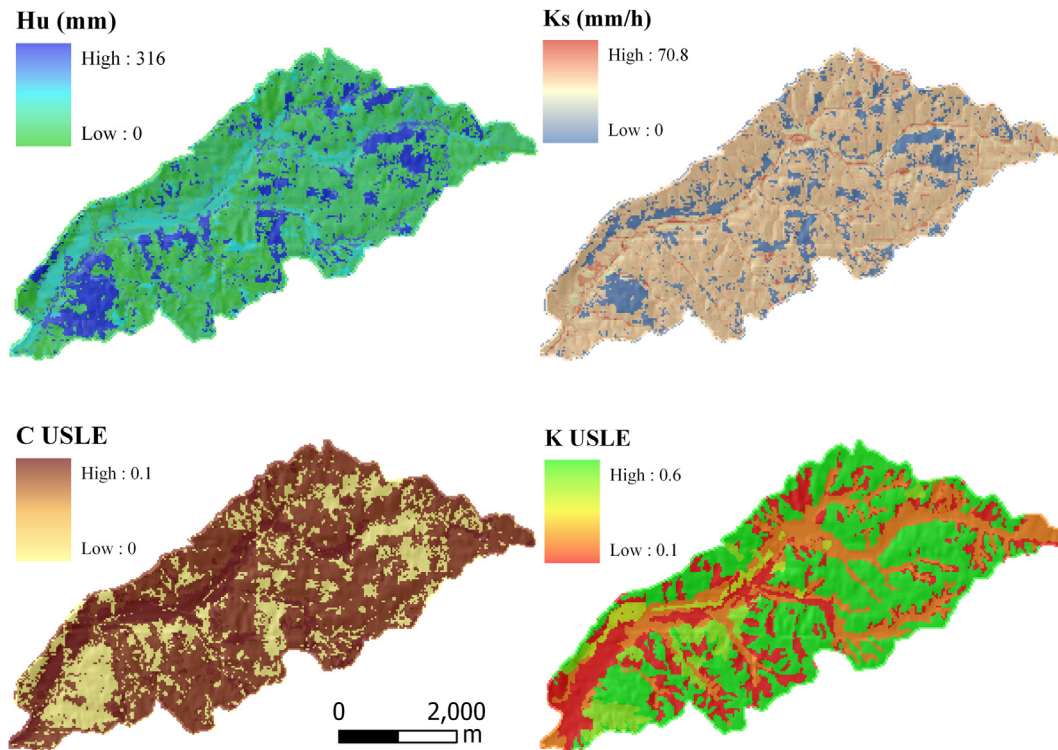 Hu (mm)
High : 316
Low : 0
Ks (mm/h)
High : 70.8
Low : 0
C USLE
High : 0.1
Low : 0
K USLE
High : 0.6
Low : 0.1
0 2,000
m